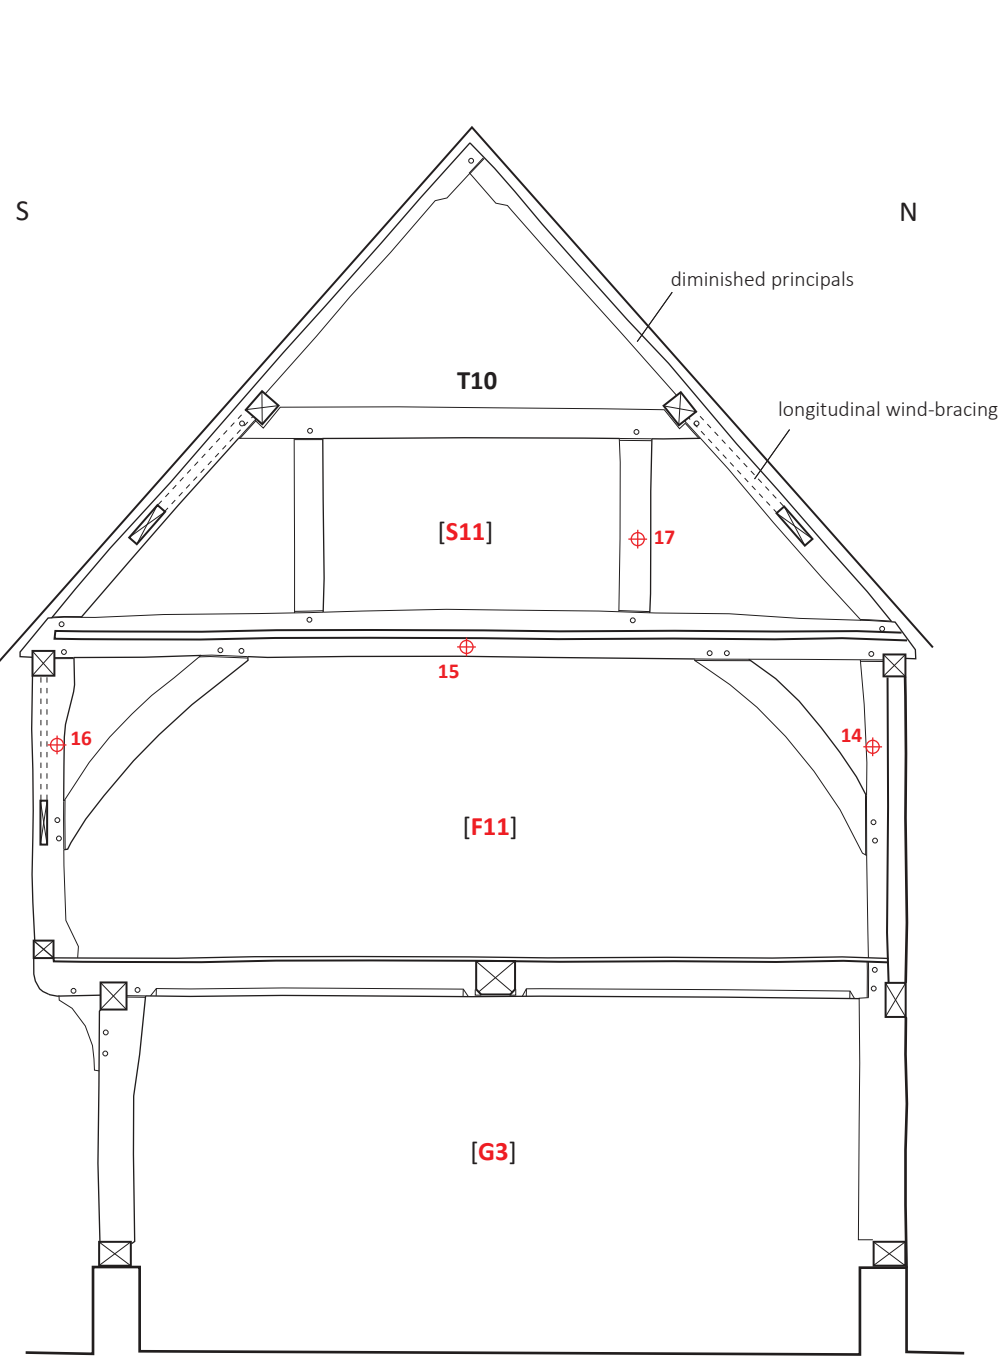 S
N
diminished principals
T10
longitudinal wind-bracing
[S11]
17
15
16
14
[F11]
[G3]